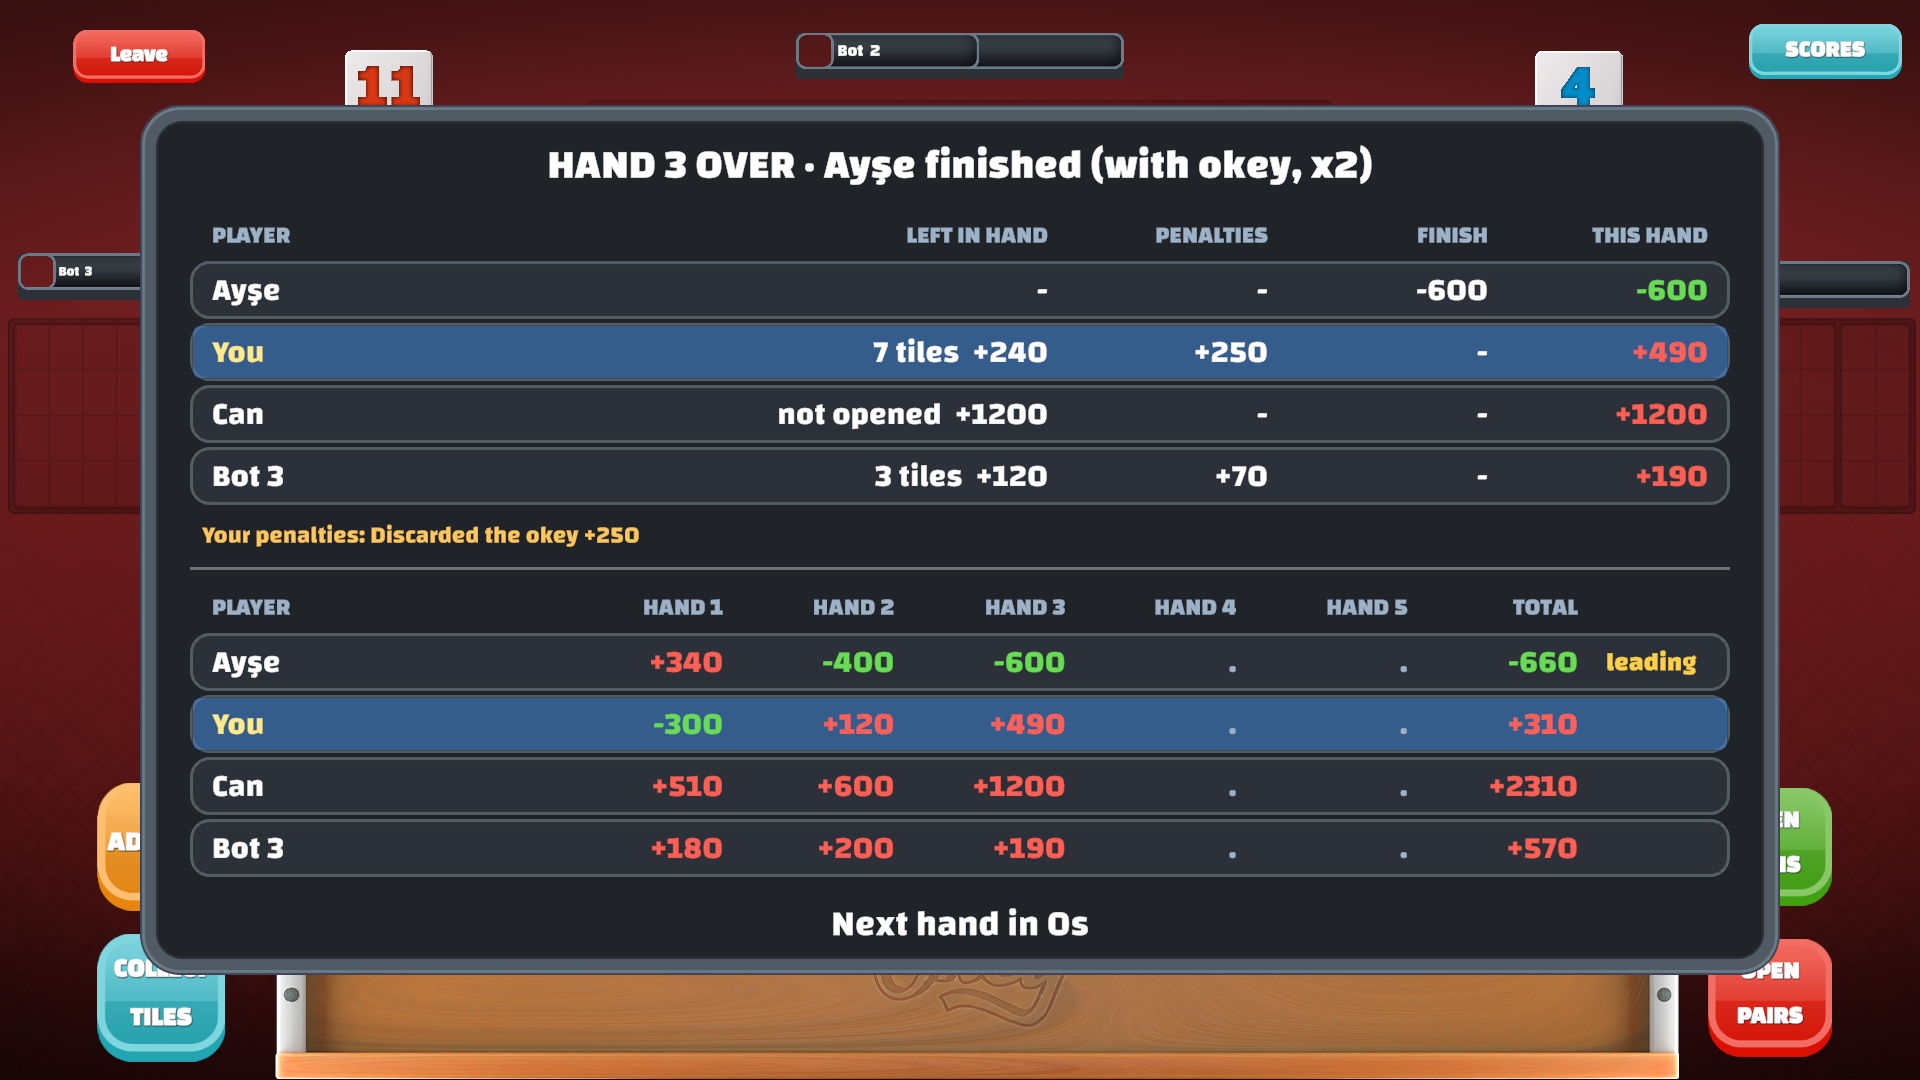 Leave
11
Bot 2
4
SCORES
HAND 3 OVER · Ayşe finished (with okey, x2)
Bot 3
PLAYER LEFT IN HAND PENALTIES FINISH THIS HAND
Ayşe - - -600 -600
You 7 tiles +240 +250 - +490
Can not opened +1200 - - +1200
Bot 3 3 tiles +120 +70 - +190
Your penalties: Discarded the okey +250
PLAYER HAND 1 HAND 2 HAND 3 HAND 4 HAND 5 TOTAL
Ayşe +340 -400 -600 . . -660 leading
You -300 +120 +490 . . +310
Can +510 +600 +1200 . . +2310
Bot 3 +180 +200 +190 . . +570
Next hand in 0s
TILES
OPEN
PAIRS